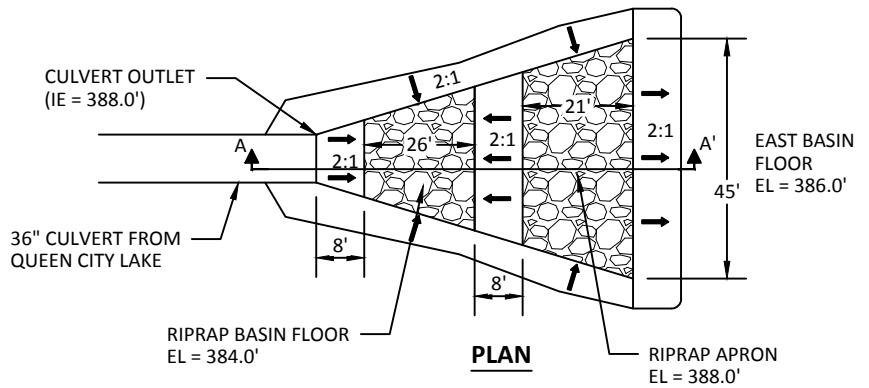 CULVERT OUTLET
(IE = 388.0')
2:1
A
2:1
26'
2:1
21'
2:1
A'
EAST BASIN
FLOOR
EL = 386.0'
45'
36" CULVERT FROM
QUEEN CITY LAKE
8'
8'
RIPRAP BASIN FLOOR
EL = 384.0'
PLAN
RIPRAP APRON
EL = 388.0'